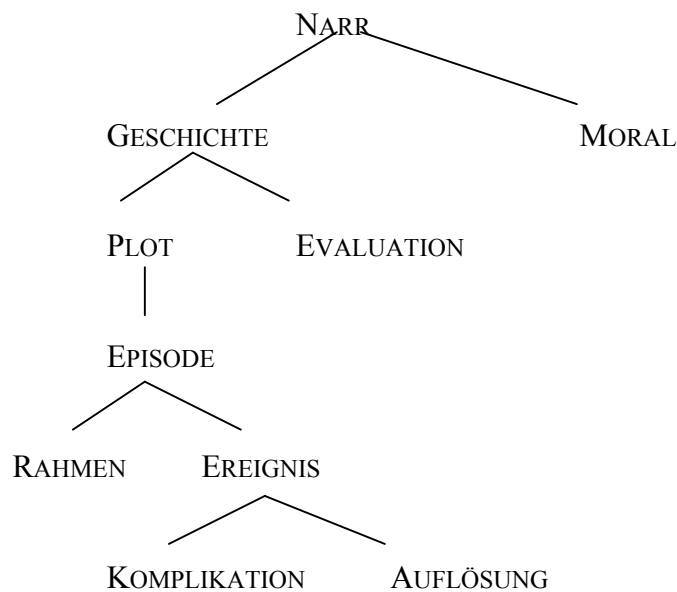 NARR
GESCHICHTE MORAL
PLOT EVALUATION
EPISODE
RAHMEN EREIGNIS
KOMPLIKATION AUFLÖSUNG